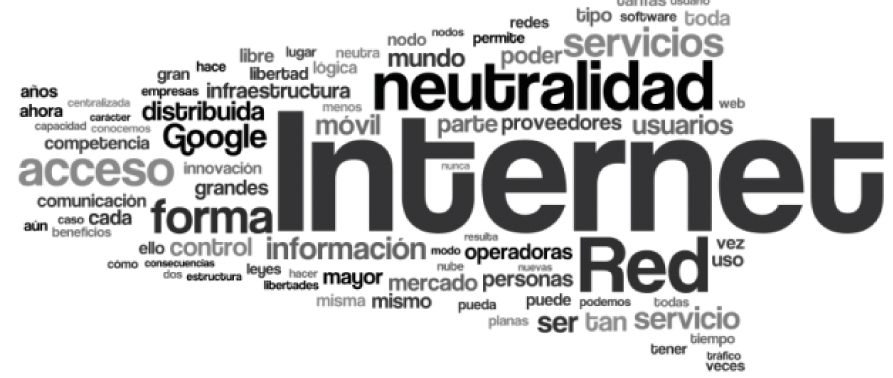 tarifas usuario
redes tipo software toda
nodo nodos permite servicios
libre lugar neutra mundo poder
gran hace libertad lógica
años empresas infraestructura neutralidad web
ahora centralizada distribuida menos
carácter
capacidad conocemos Google móvil parte proveedores usuarios
competencia
acceso innovación nunca Internet
grandes
comunicación
aún caso cada forma
beneficios
ello control información resulta modo operadoras Red vez
uso
cómo consecuencias leyes hacer mayor nube nuevas
dos estructura libertades mercado personas
misma mismo pueda puede podemos todas
planas ser tan servicio
tiempo
tener tráfico
veces